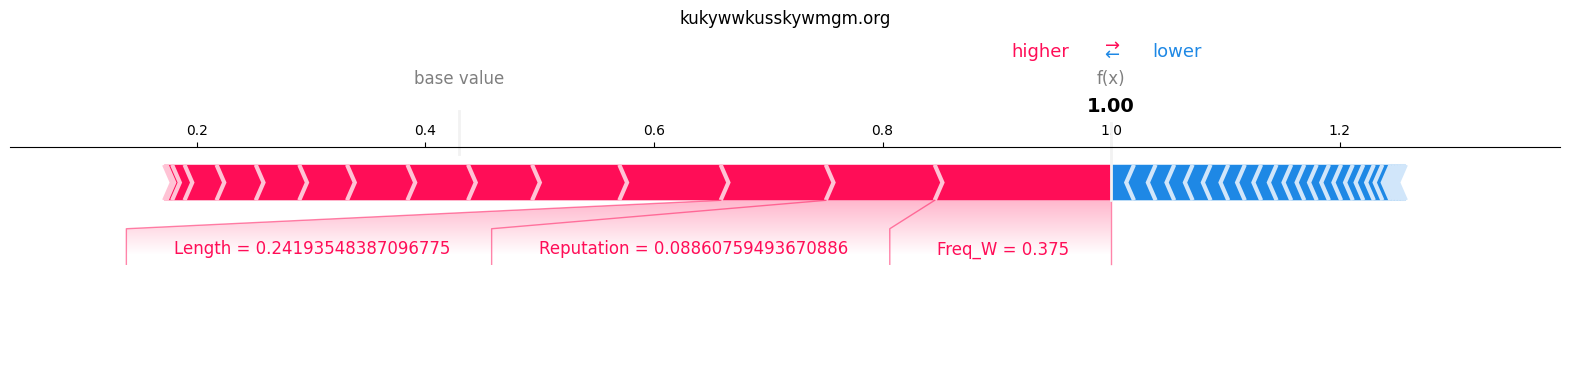 kukywwkusskywmgm.org
higher ⇄ lower
base value f(x)
1.00
0.2 0.4 0.6 0.8 1.0 1.2
Length = 0.24193548387096775 Reputation = 0.08860759493670886 Freq_W = 0.375